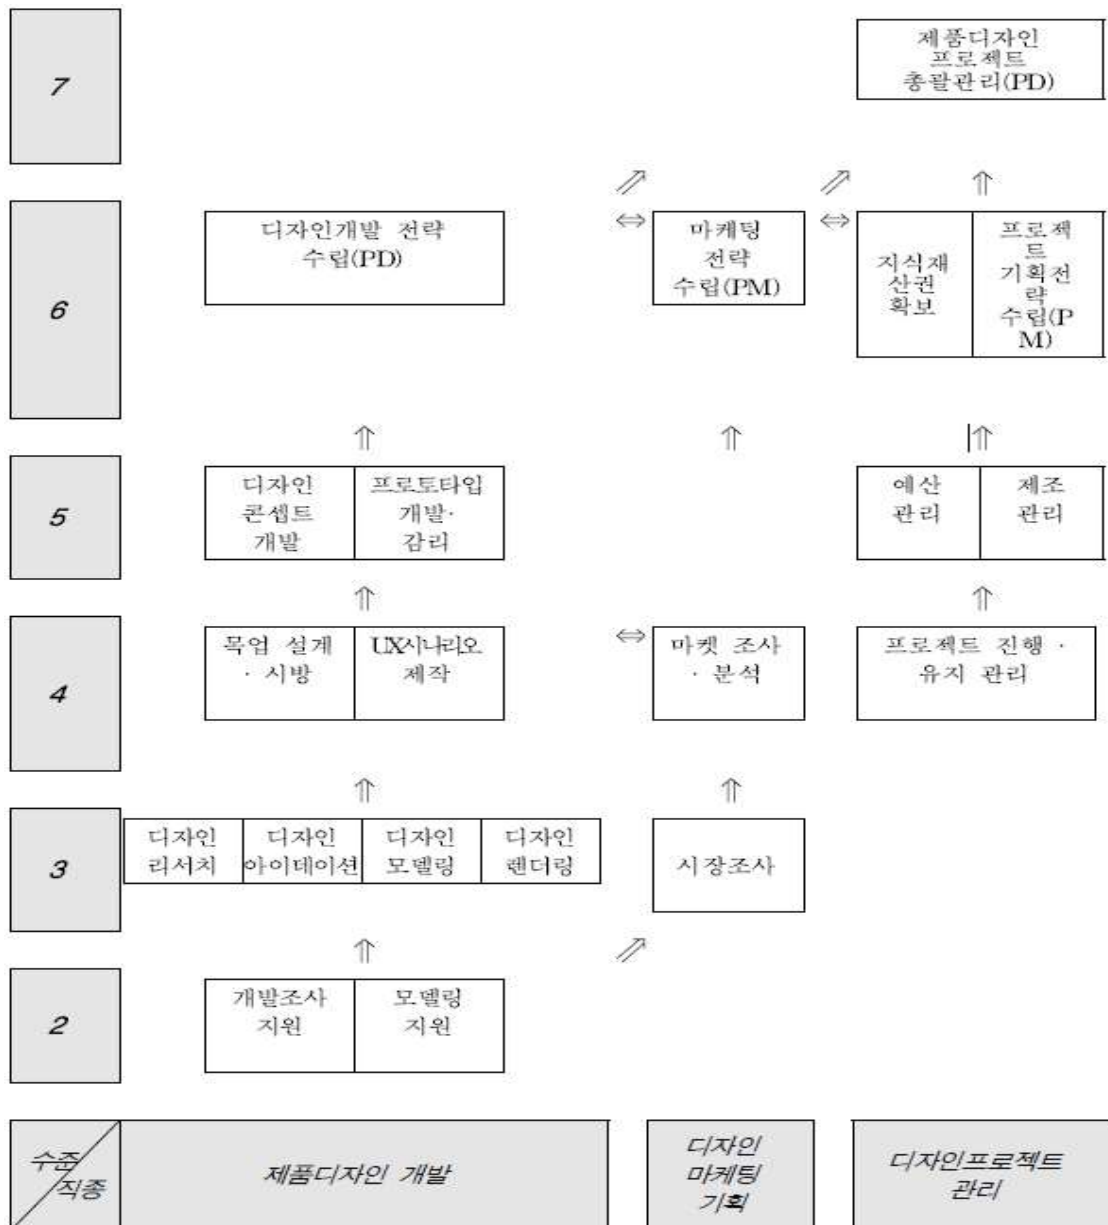 7
제품디자인
프로젝트
총괄관리(PD)
⇗ ⇗ ⇑
6
디자인개발 전략
수립(PD)
⇔
마케팅
전략
수립(PM)
⇔
지식재
산권
확보
프로젝
트
기획전
략
수립(P
M)
⇑ ⇑ ⇑
5
디자인
콘셉트
개발
프로토타입
개발·
감리
예산
관리
제조
관리
⇑ ⇑
4
목업 설계
· 시방
UX시나리오
제작
⇔
마켓 조사
· 분석
프로젝트 진행 ·
유지 관리
⇑ ⇑
3
디자인
리서치
디자인
아이데이션
디자인
모델링
디자인
렌더링
시장조사
⇑ ⇗
2
개발조사
지원
모델링
지원
수준
직종
제품디자인 개발
디자인
마케팅
기획
디자인프로젝트
관리